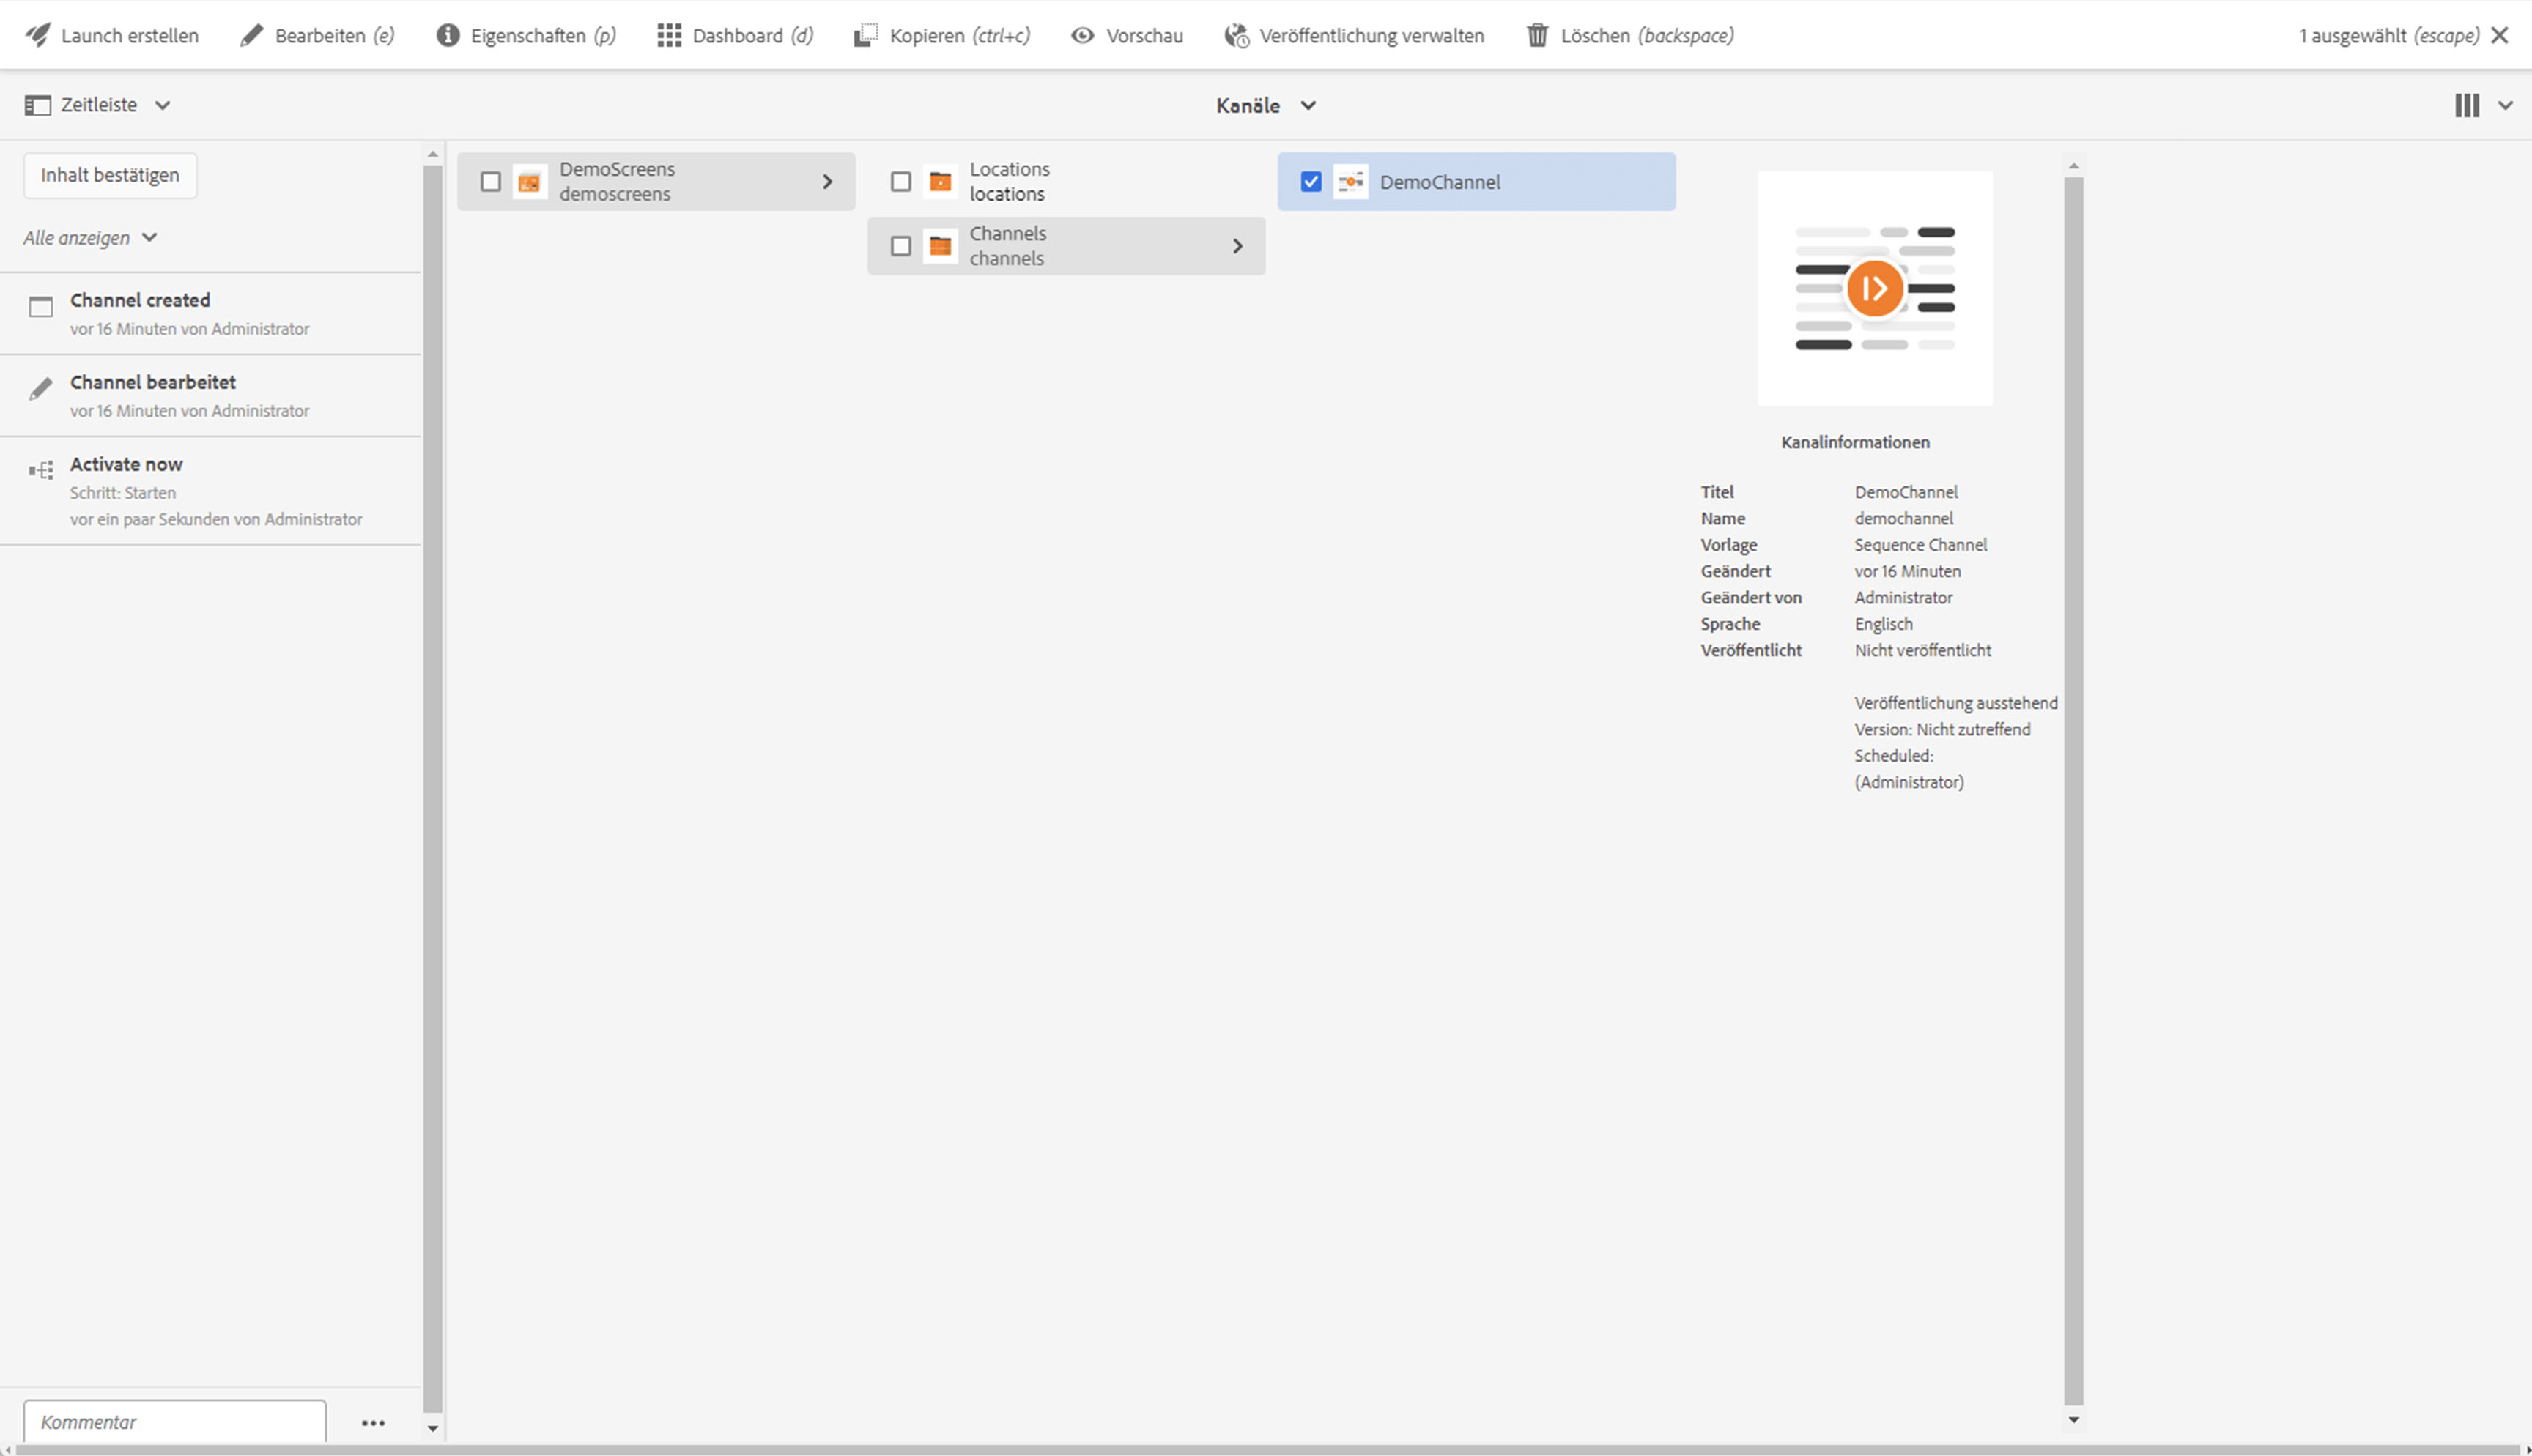 Launch erstellen
Bearbeiten (e)
Eigenschaften (p)
Dashboard (d)
Kopieren (ctrl+c)
Vorschau
Veröffentlichung verwalten
Löschen (backspace)
1 ausgewählt (escape)
Zeitleiste
Kanäle
Inhalt bestätigen
Alle anzeigen
Channel created
vor 16 Minuten von Administrator
Channel bearbeitet
vor 16 Minuten von Administrator
Activate now
Schritt: Starten
vor ein paar Sekunden von Administrator
Kommentar
DemoScreens
demoscreens
Locations
locations
Channels
channels
DemoChannel
Kanalinformationen
Titel DemoChannel
Name demochannel
Vorlage Sequence Channel
Geändert vor 16 Minuten
Geändert von Administrator
Sprache Englisch
Veröffentlicht Nicht veröffentlicht
Veröffentlichung ausstehend
Version: Nicht zutreffend
Scheduled:
(Administrator)